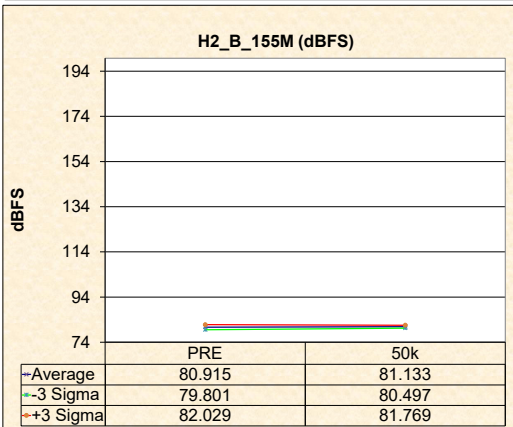 H2_B_155M (dBFS)
194
174
154
134
114
94
74
dBFS
PRE 50k
Average 80.915 81.133
-3 Sigma 79.801 80.497
+3 Sigma 82.029 81.769